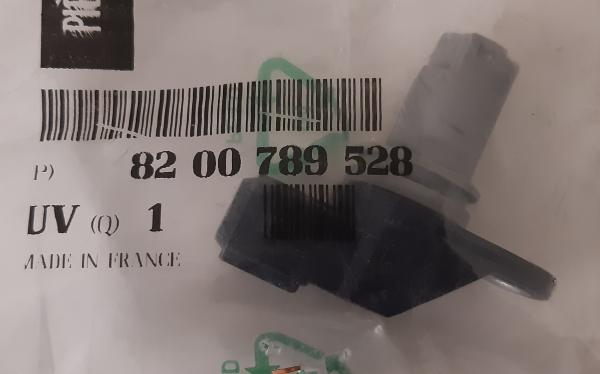 P)
82 00 789 528
UV (Q) 1
MADE IN FRANCE